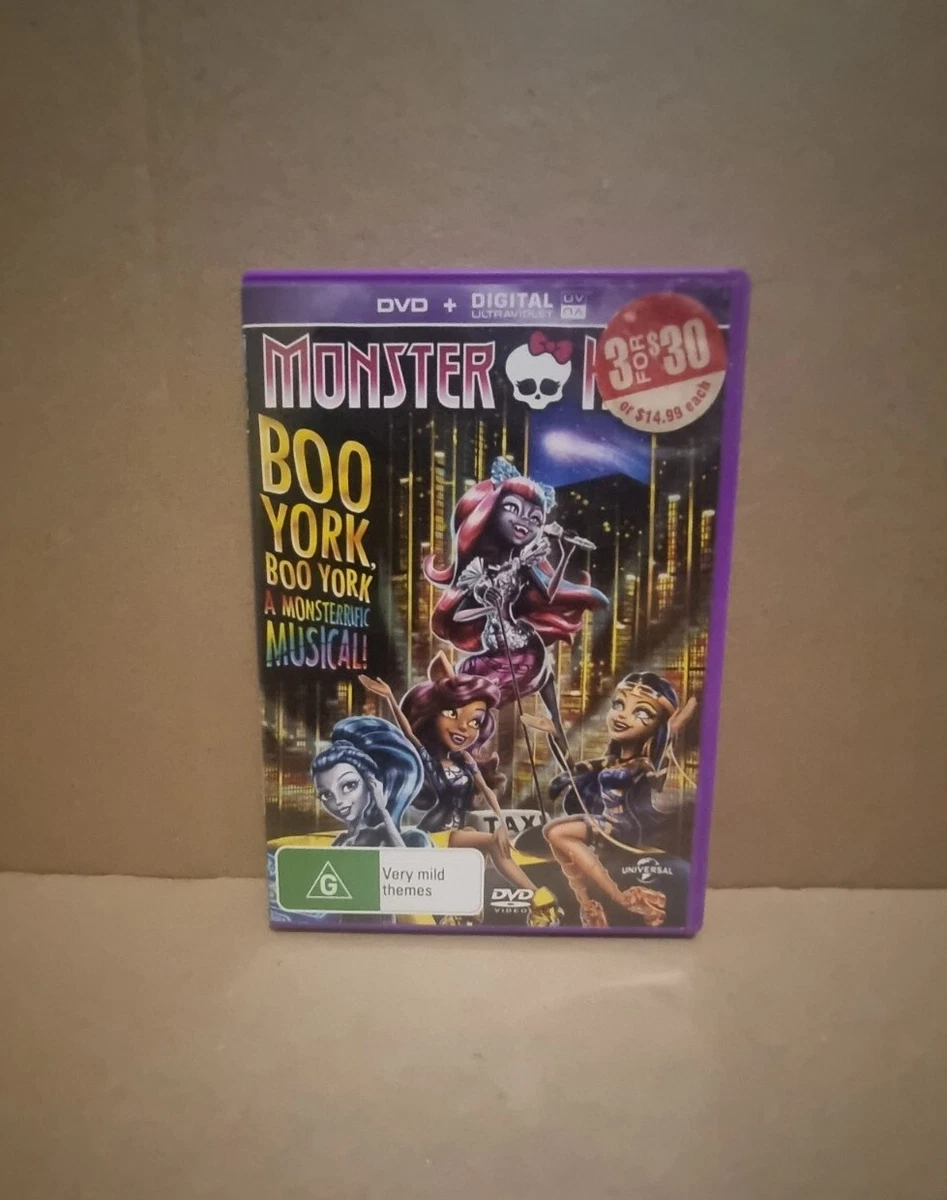 DVD + DIGITAL
ULTRAVIOLET UV
MONSTER
3 FOR $30
or $14.99 each
BOO
YORK,
BOO YORK
A MONSTERRIFIC
MUSICAL!
TAXI
G
Very mild
themes
DVD
VIDEO
UNIVERSAL